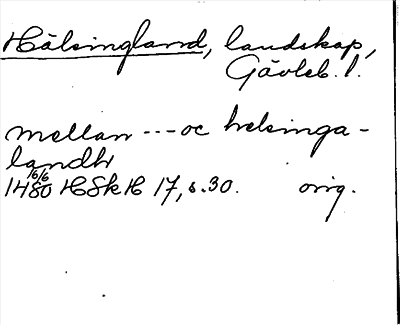 Hälsingland, landskap,
Gävleb. l.
mellan --- oc helsinga-
landh
16/6
1480 HSkH 17, s. 30. orig.